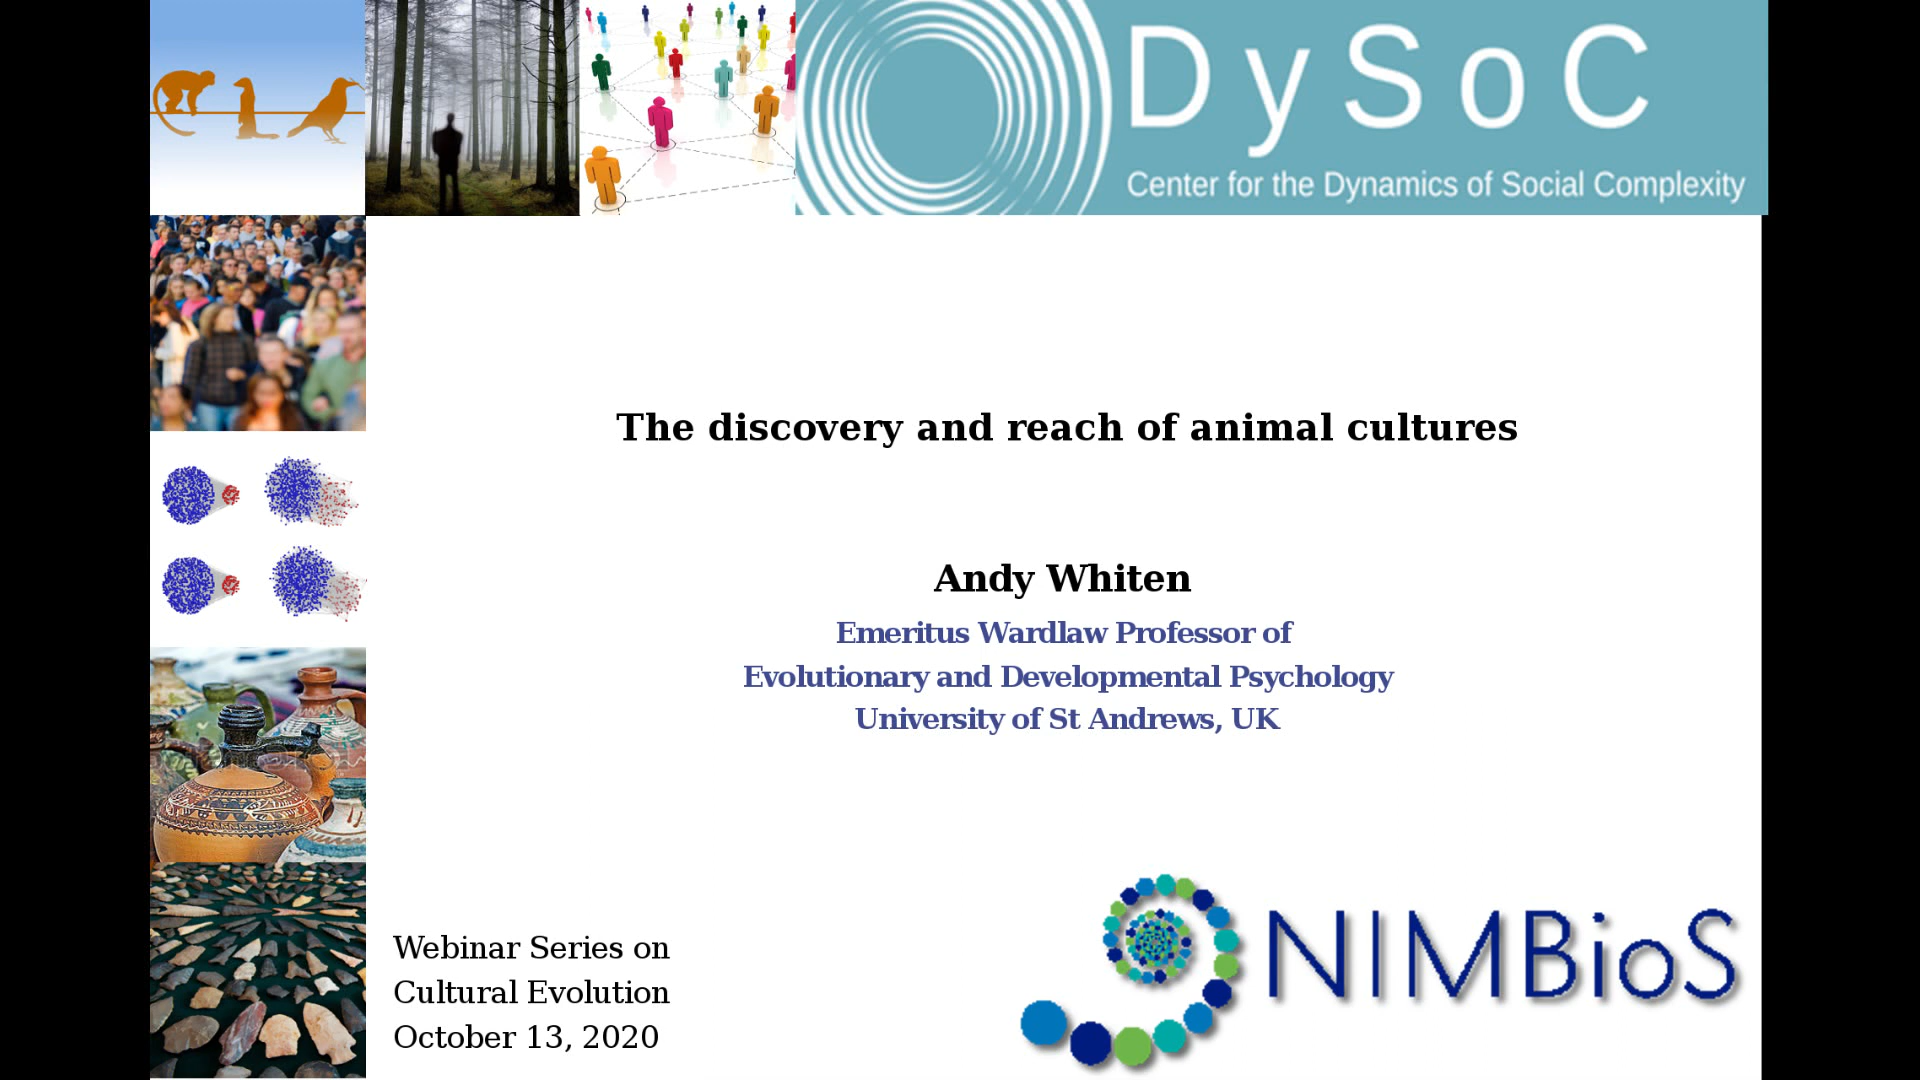 DySoC
Center for the Dynamics of Social Complexity
The discovery and reach of animal cultures
Andy Whiten
Emeritus Wardlaw Professor of
Evolutionary and Developmental Psychology
University of St Andrews, UK
Webinar Series on
Cultural Evolution
October 13, 2020
NIMBioS